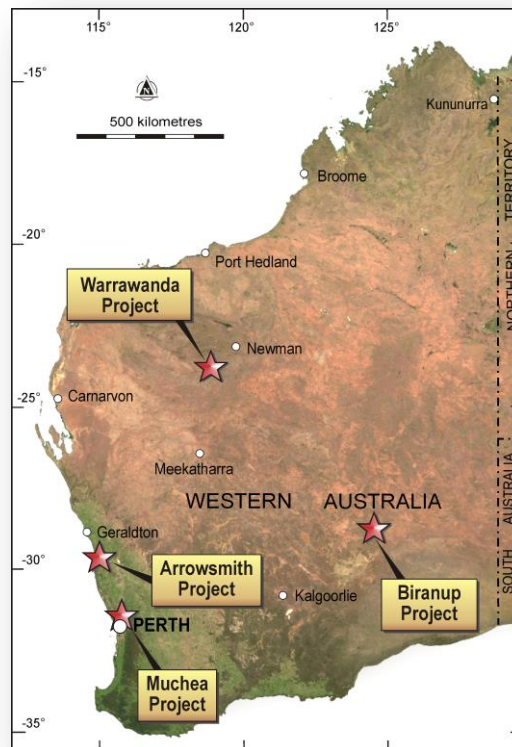 115°
120°
125°
-15°
N
500 kilometres
Kununurra
Broome
NORTHERN TERRITORY
-20°
Port Hedland
Warrawanda
Project
Newman
-25°
Carnarvon
Meekatharra
WESTERN AUSTRALIA
SOUTH AUSTRALIA
Geraldton
-30°
Arrowsmith
Project
Kalgoorlie
Biranup
Project
PERTH
Muchea
Project
-35°